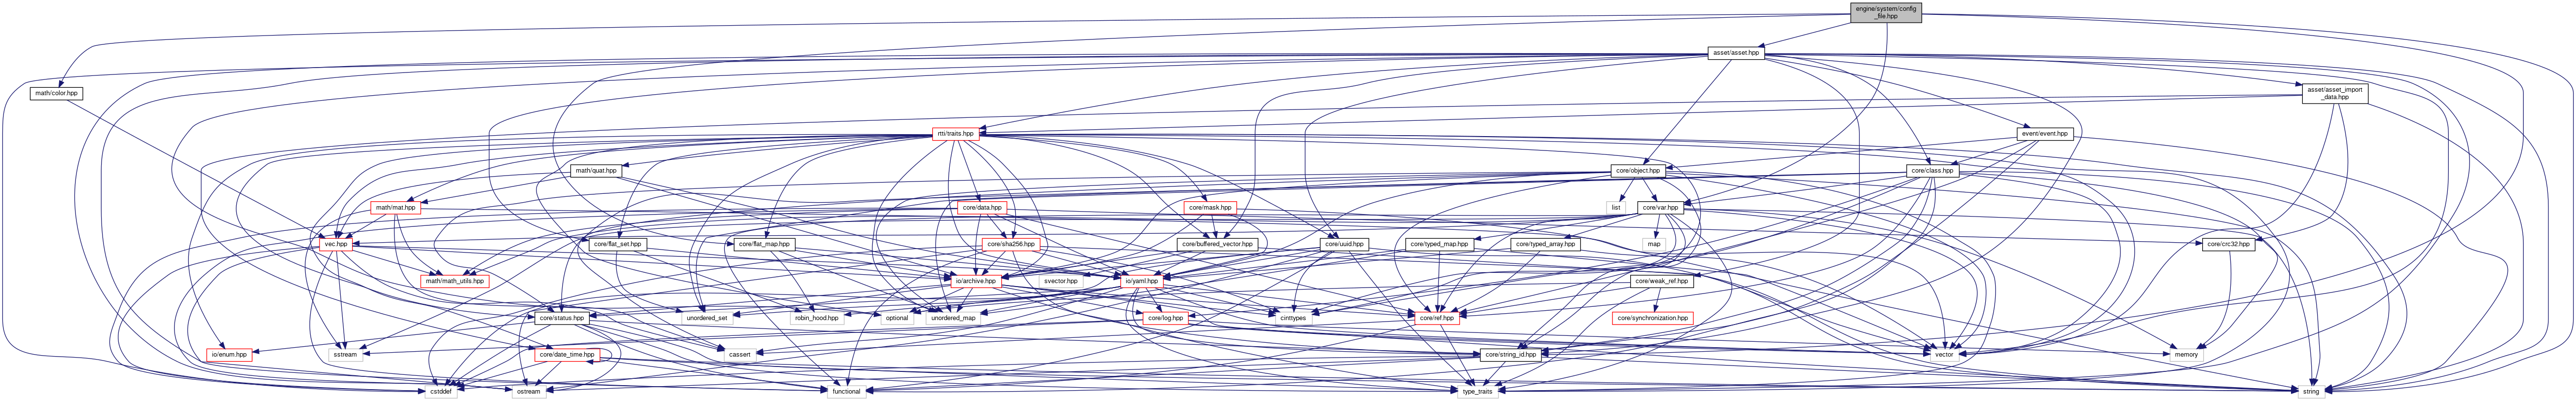 engine/system/config
_file.hpp
asset/asset.hpp
math/color.hpp
asset/asset_import
_data.hpp
rtti/traits.hpp
event/event.hpp
math/quat.hpp
core/object.hpp
core/class.hpp
math/mat.hpp
core/data.hpp
core/mask.hpp
list
core/var.hpp
vec.hpp
core/flat_set.hpp
core/flat_map.hpp
core/sha256.hpp
core/buffered_vector.hpp
core/uuid.hpp
core/typed_map.hpp
core/typed_array.hpp
map
core/crc32.hpp
math/math_utils.hpp
io/archive.hpp
svector.hpp
io/yaml.hpp
core/weak_ref.hpp
core/status.hpp
unordered_set
robin_hood.hpp
optional
unordered_map
core/log.hpp
cinttypes
core/ref.hpp
core/synchronization.hpp
io/enum.hpp
sstream
core/date_time.hpp
cassert
core/string_id.hpp
vector
memory
cstddef
ostream
functional
type_traits
string